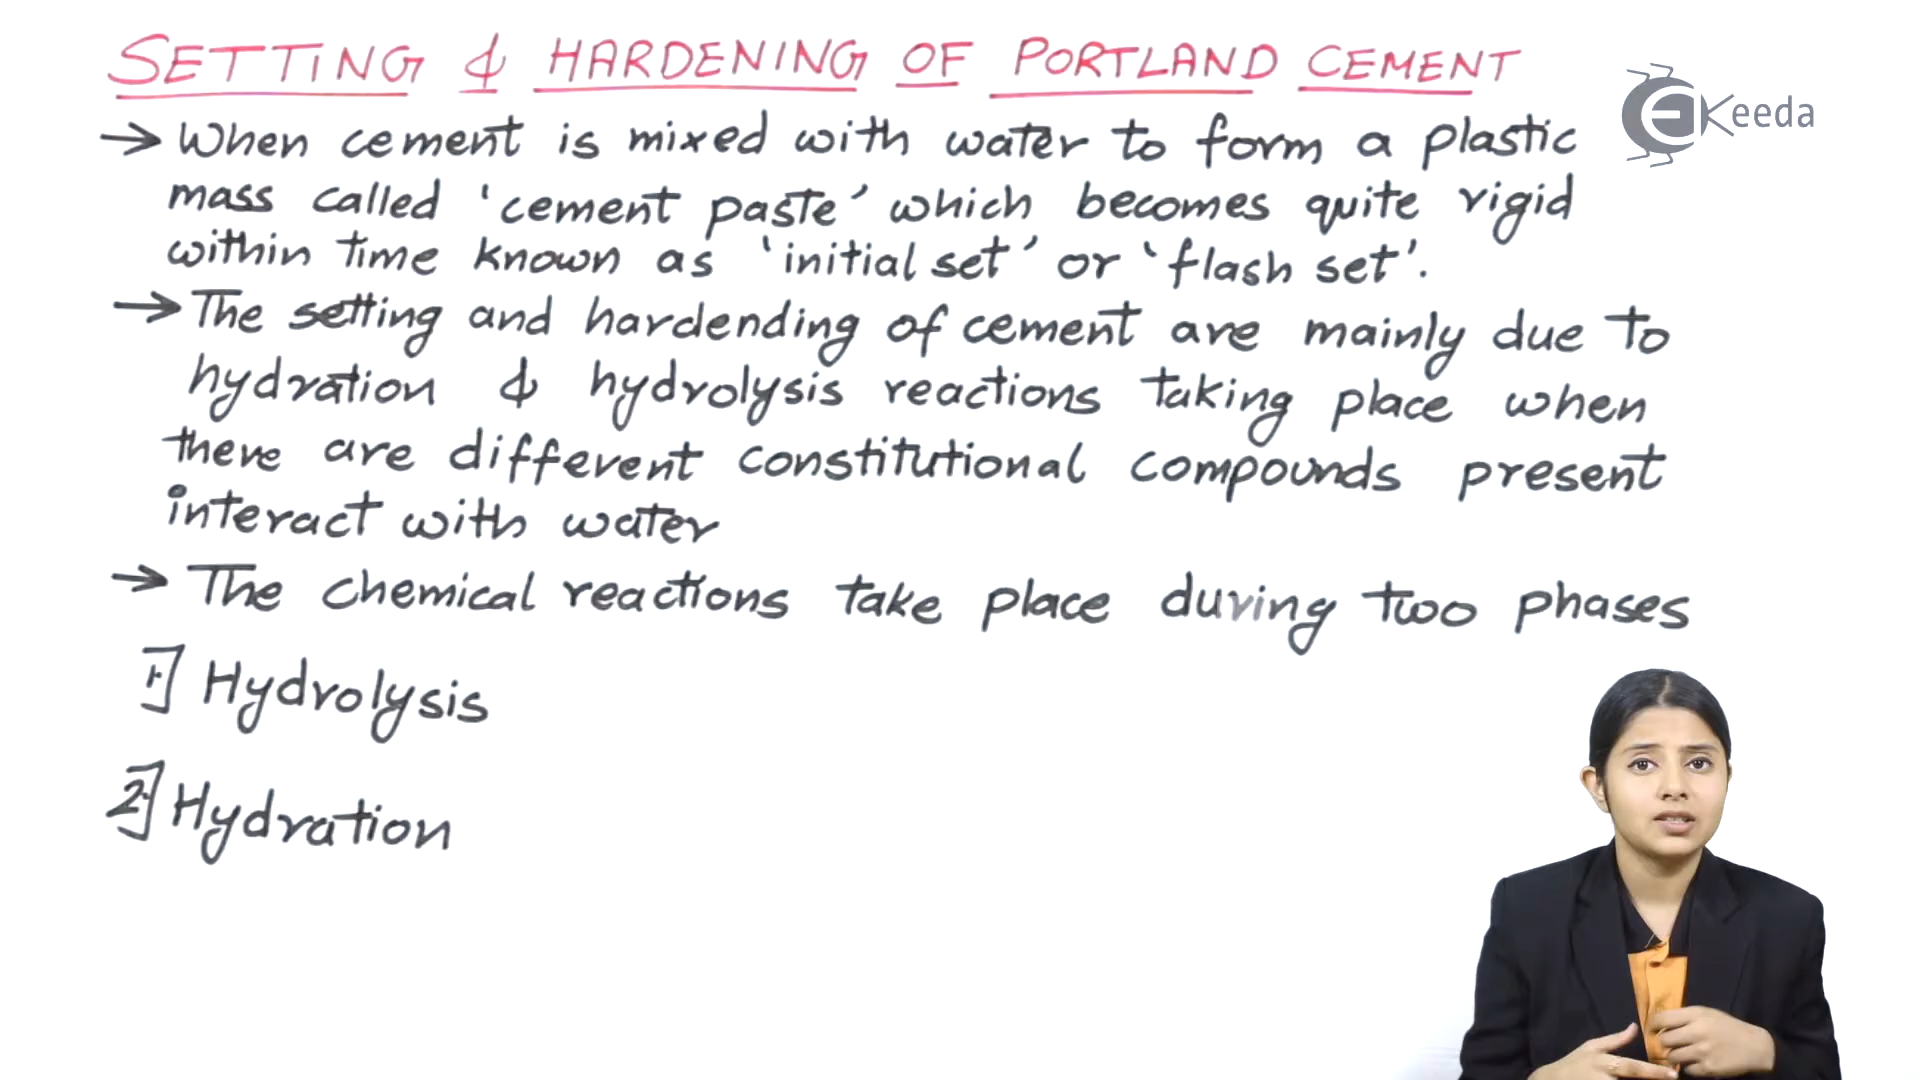 SETTING & HARDENING OF PORTLAND CEMENT
EKeeda
→ When cement is mixed with water to form a plastic
mass called 'cement paste' which becomes quite rigid
within time known as 'initial set' or 'flash set'.
→ The setting and hardending of cement are mainly due to
hydration & hydrolysis reactions taking place when
there are different constitutional compounds present
interact with water
→ The chemical reactions take place during two phases
1] Hydrolysis
2] Hydration